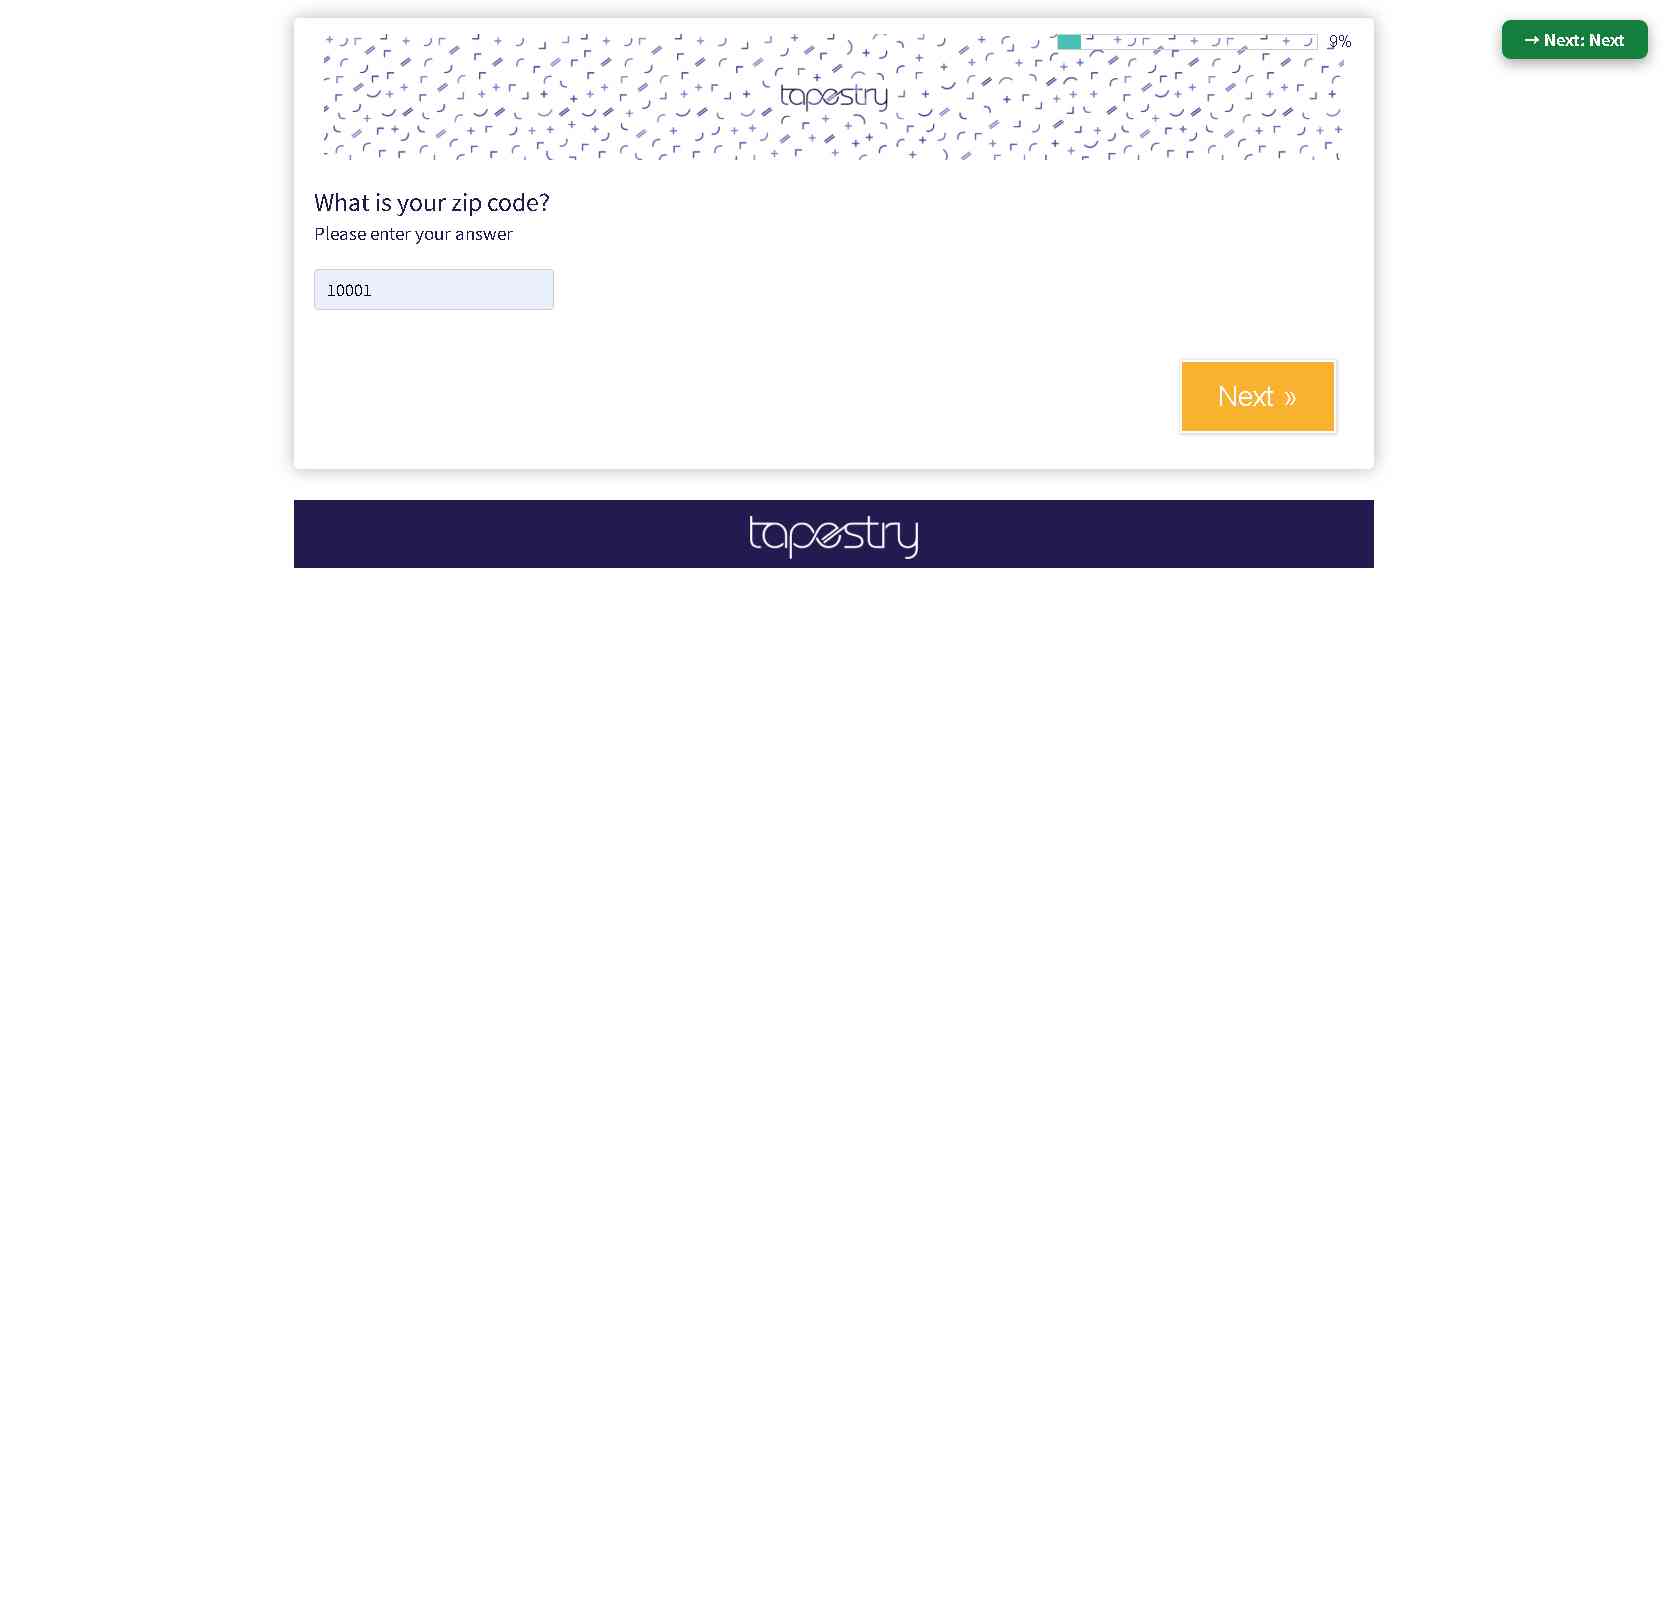 9%
→ Next: Next
tapestry
What is your zip code?
Please enter your answer
10001
Next »
tapestry